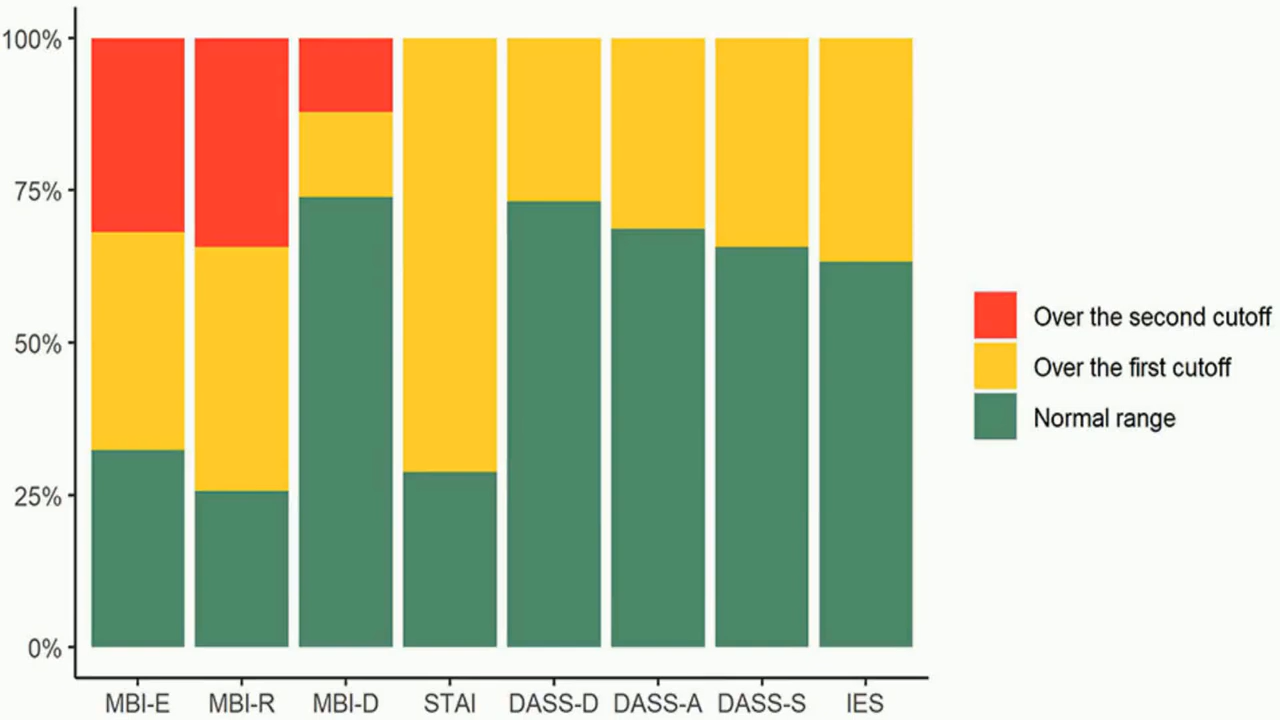 100%
75%
50%
25%
0%
MBI-E MBI-R MBI-D STAI DASS-D DASS-A DASS-S IES
Over the second cutoff
Over the first cutoff
Normal range